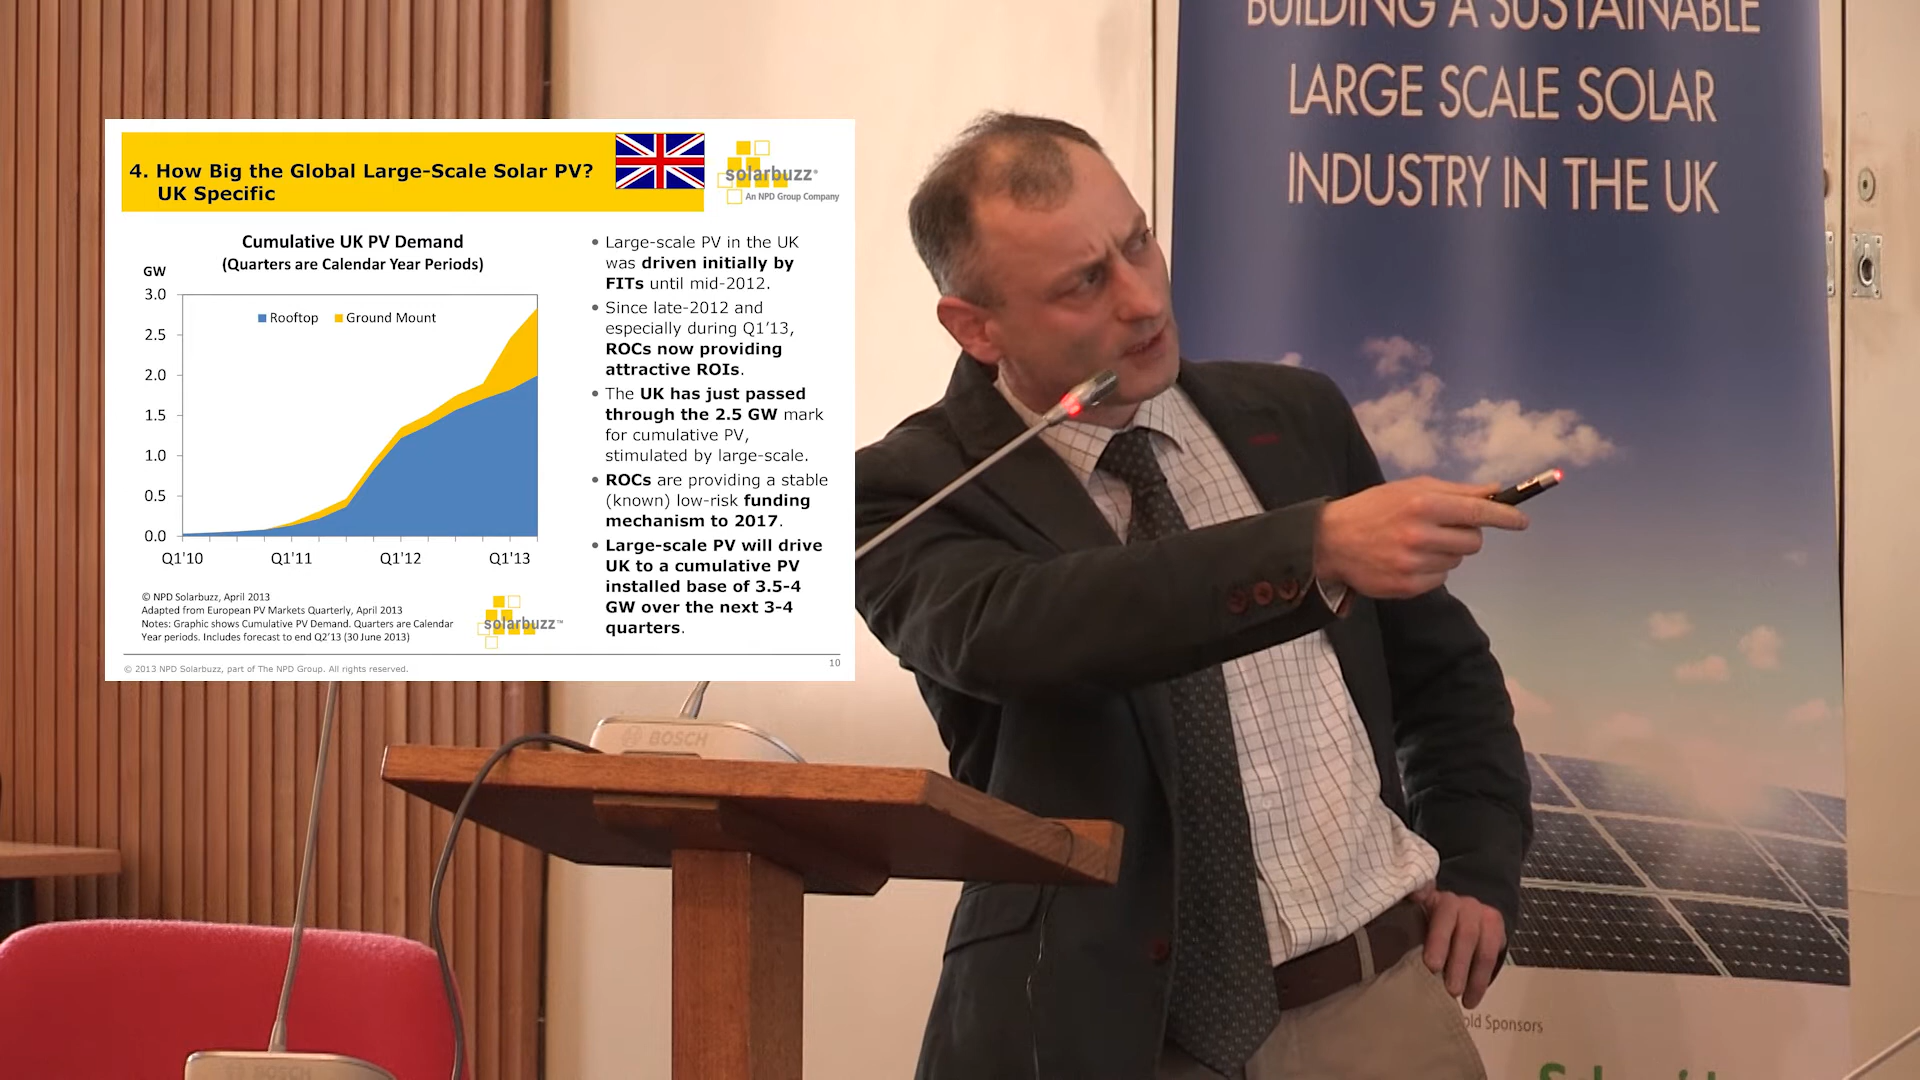 BUILDING A SUSTAINABLE
LARGE SCALE SOLAR
INDUSTRY IN THE UK
4. How Big the Global Large-Scale Solar PV?
UK Specific
solarbuzz®
An NPD Group Company
Cumulative UK PV Demand
(Quarters are Calendar Year Periods)
GW
3.0
2.5
2.0
1.5
1.0
0.5
0.0
Rooftop Ground Mount
Q1'10 Q1'11 Q1'12 Q1'13
© NPD Solarbuzz, April 2013
Adapted from European PV Markets Quarterly, April 2013
Notes: Graphic shows Cumulative PV Demand. Quarters are Calendar
Year periods. Includes forecast to end Q2'13 (30 June 2013)
solarbuzz™
• Large-scale PV in the UK
was driven initially by
FITs until mid-2012.
• Since late-2012 and
especially during Q1'13,
ROCs now providing
attractive ROIs.
• The UK has just passed
through the 2.5 GW mark
for cumulative PV,
stimulated by large-scale.
• ROCs are providing a stable
(known) low-risk funding
mechanism to 2017.
• Large-scale PV will drive
UK to a cumulative PV
installed base of 3.5-4
GW over the next 3-4
quarters.
© 2013 NPD Solarbuzz, part of The NPD Group. All rights reserved.
10
BOSCH
BOSCH
Sponsors